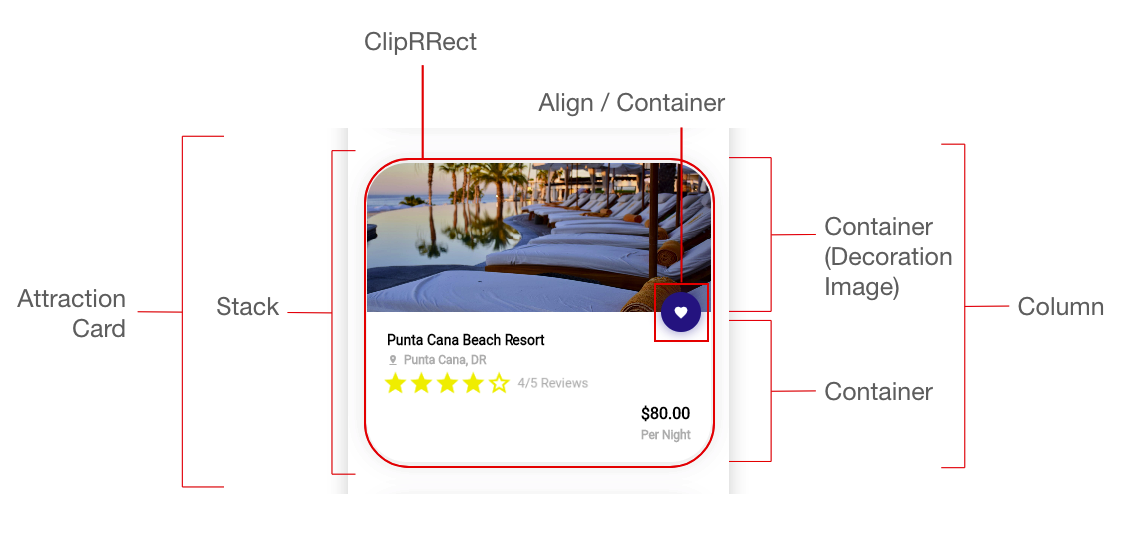 ClipRRect
Align / Container
Attraction
Card
Stack
Container
(Decoration
Image)
Column
Container
Punta Cana Beach Resort
Punta Cana, DR
4/5 Reviews
$80.00
Per Night